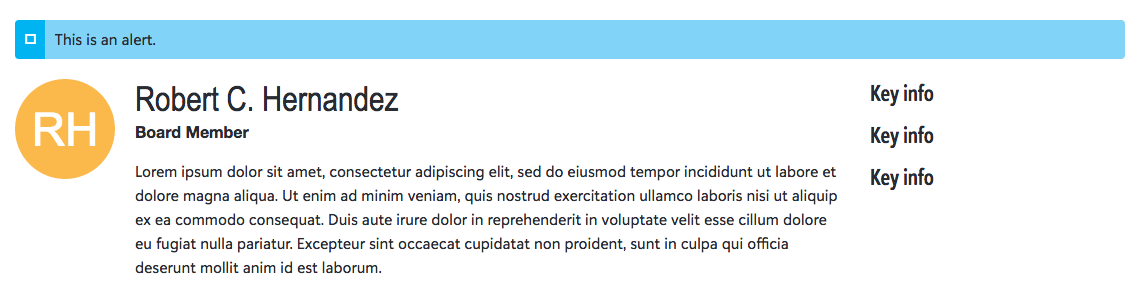 This is an alert.
RH
Robert C. Hernandez
Board Member
Lorem ipsum dolor sit amet, consectetur adipiscing elit, sed do eiusmod tempor incididunt ut labore et
dolore magna aliqua. Ut enim ad minim veniam, quis nostrud exercitation ullamco laboris nisi ut aliquip
ex ea commodo consequat. Duis aute irure dolor in reprehenderit in voluptate velit esse cillum dolore
eu fugiat nulla pariatur. Excepteur sint occaecat cupidatat non proident, sunt in culpa qui officia
deserunt mollit anim id est laborum.
Key info
Key info
Key info